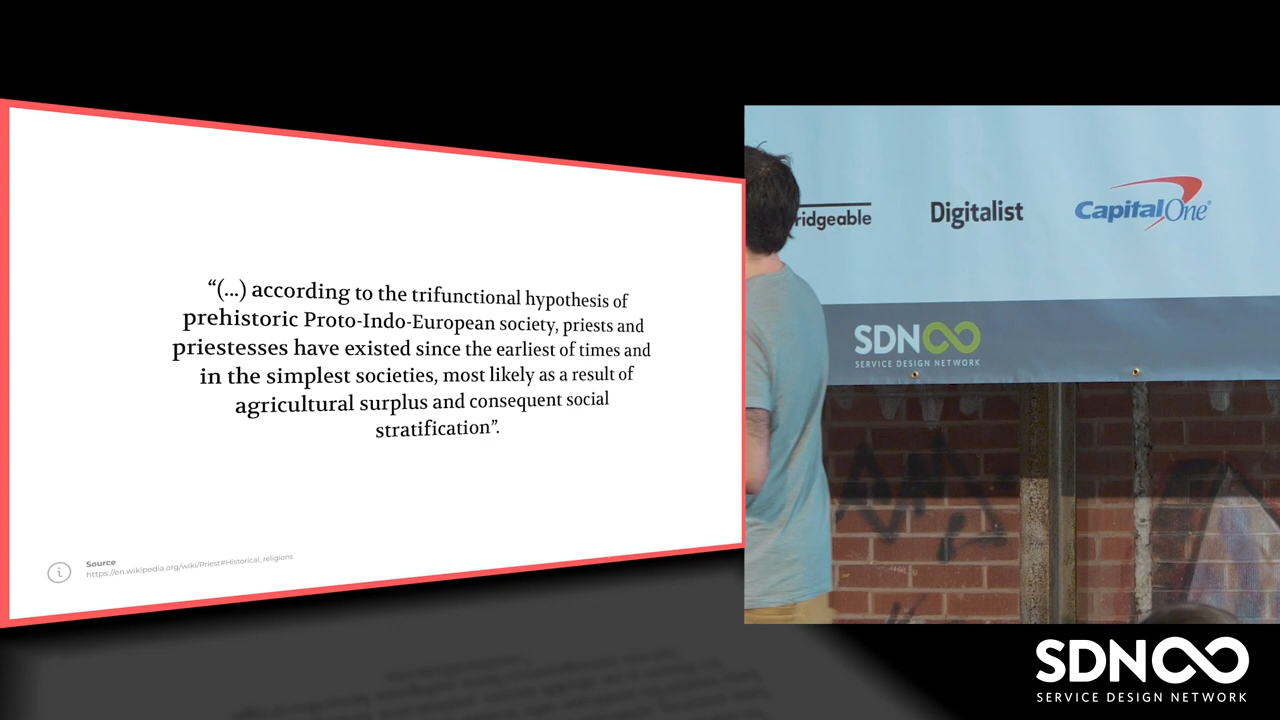 “(...) according to the trifunctional hypothesis of
prehistoric Proto-Indo-European society, priests and
priestesses have existed since the earliest of times and
in the simplest societies, most likely as a result of
agricultural surplus and consequent social
stratification”.
Source
https://en.wikipedia.org/wiki/Priest#Historical_religions
ridgeable
Digitalist
CapitalOne®
SDN
SERVICE DESIGN NETWORK
SDN
SERVICE DESIGN NETWORK